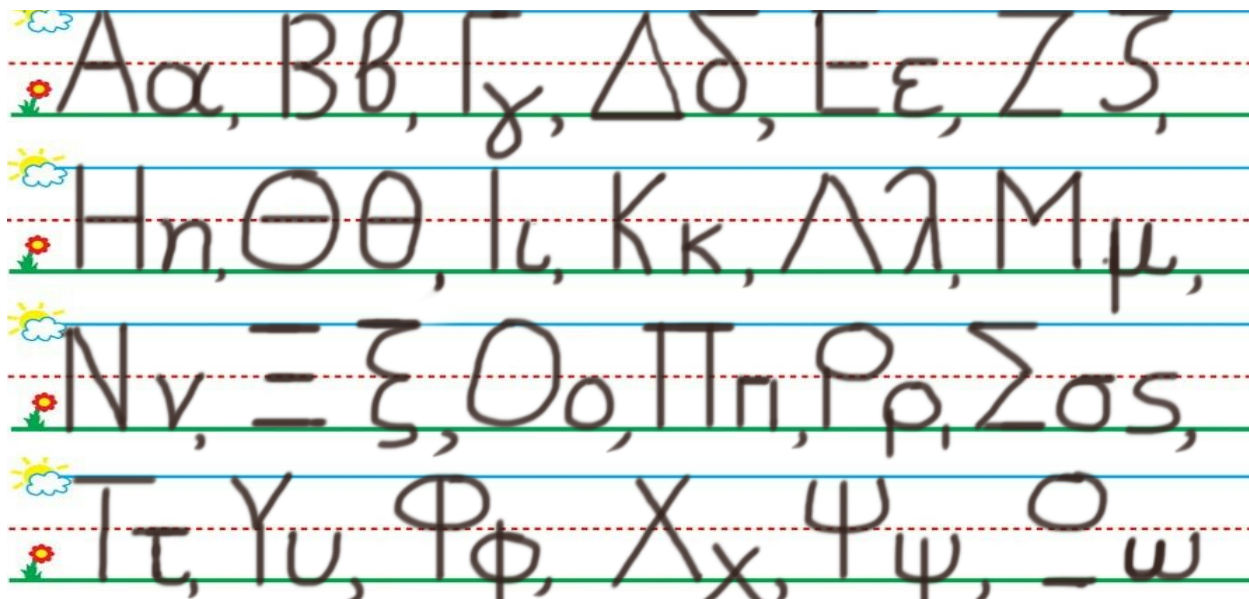 Αα, Ββ, Γγ, Δδ, Εε, Ζζ,
Ηη, Θθ, Ιι, Κκ, Λλ, Μμ,
Νν, Ξξ, Οο, Ππ, Ρρ, Σσς,
Ττ, Υυ, Φφ, Χχ, Ψψ, Ωω